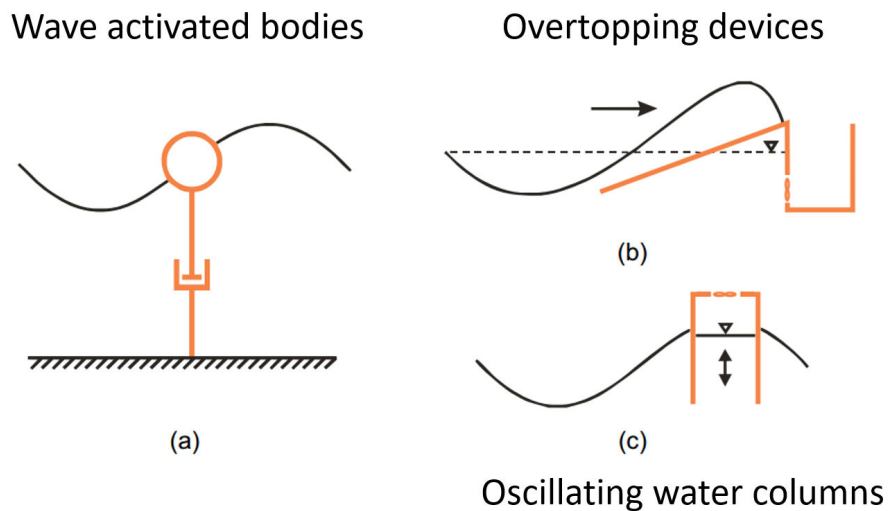 Wave activated bodies
Overtopping devices
(a)
(b)
(c)
Oscillating water columns